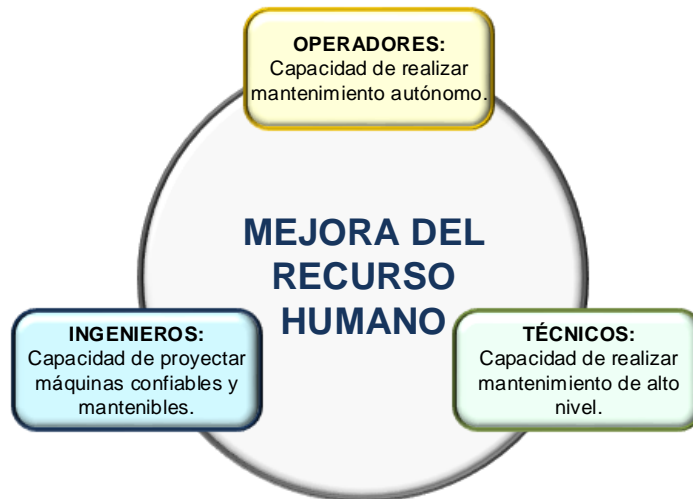 OPERADORES:
Capacidad de realizar
mantenimiento autónomo.
MEJORA DEL
RECURSO
HUMANO
INGENIEROS:
Capacidad de proyectar
máquinas confiables y
mantenibles.
TÉCNICOS:
Capacidad de realizar
mantenimiento de alto
nivel.